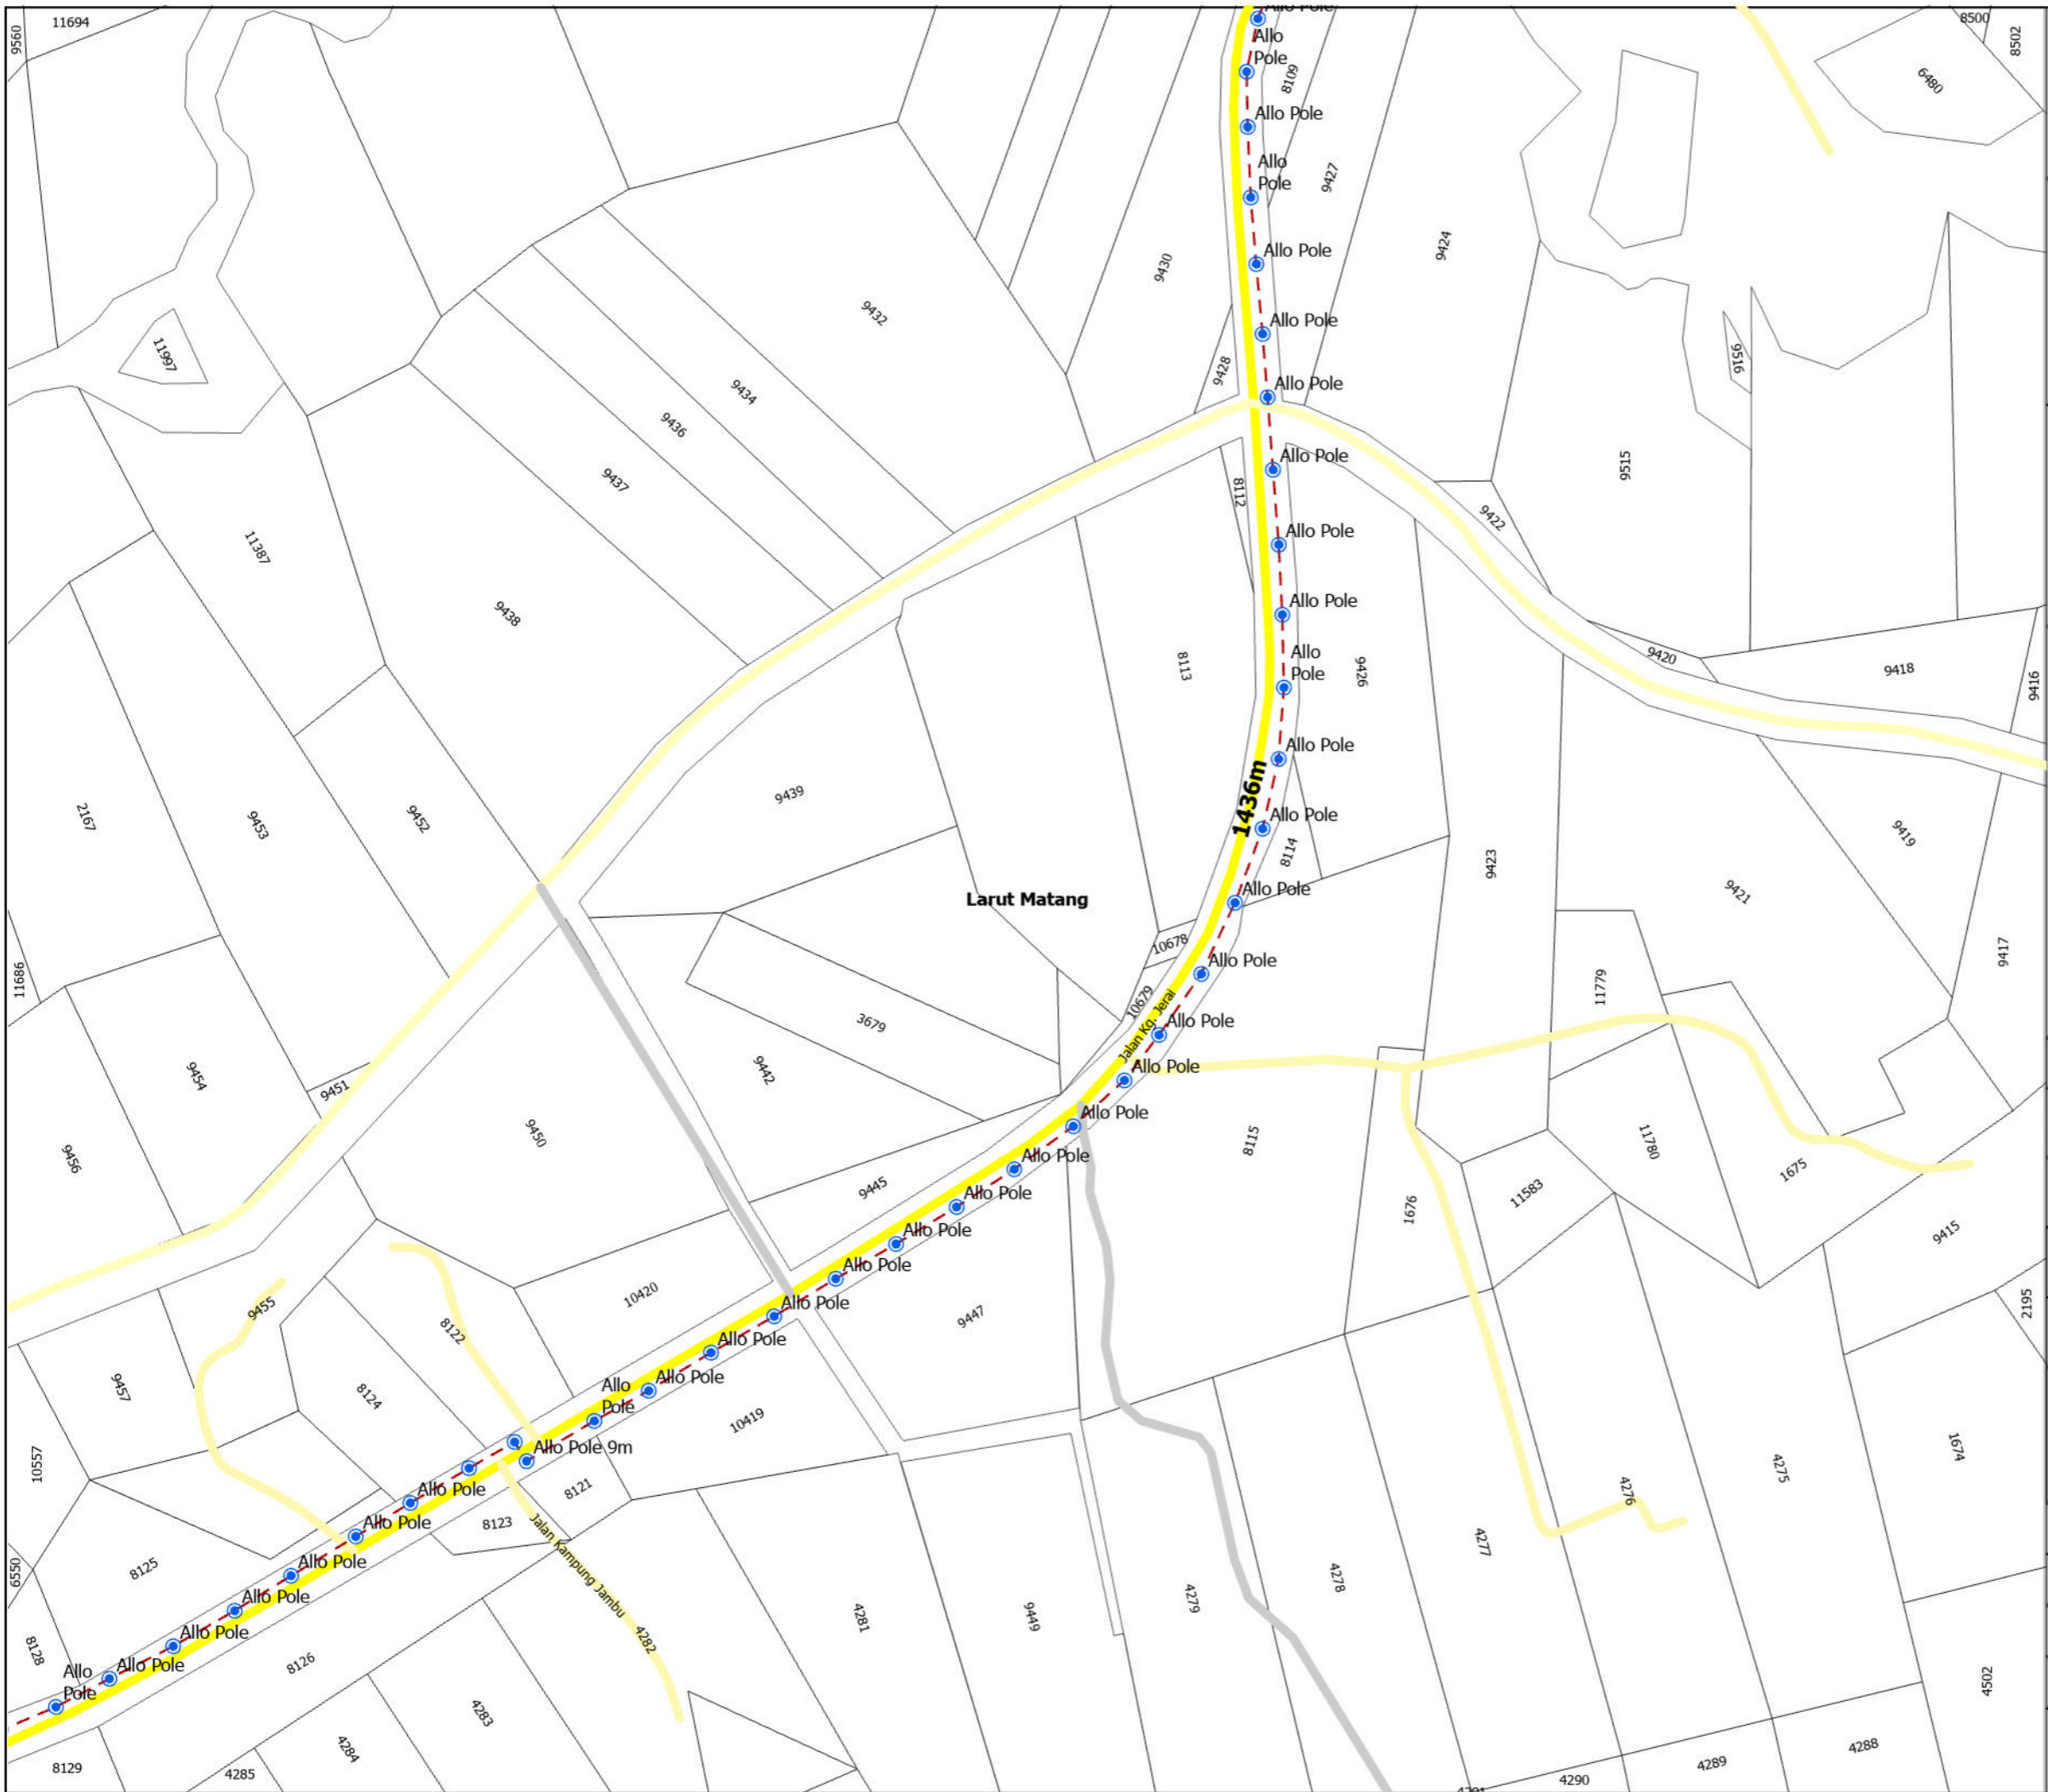 11694
9560
8500
8502
6480
Allo Pole
Allo
Pole
8109
Allo Pole
Allo
Pole
9427
9424
9430
Allo Pole
9432
Allo Pole
9428
9516
11997
Allo Pole
9434
9436
9437
Allo Pole
9515
8112
9422
11387
Allo Pole
9438
Allo Pole
Allo
Pole
8113
9426
9420
9418
9416
Allo Pole
1436m
9439
2167
9453
9452
Allo Pole
8114
9423
9419
9421
Allo Pole
Larut Matang
10678
9417
Allo Pole
11686
11779
10679
Jalan Kg. Jerai
3679
Allo Pole
9442
Allo Pole
9454
9451
Allo Pole
9450
8115
11780
9456
Allo Pole
1675
9445
11583
Allo Pole
1676
9415
Allo Pole
Allo Pole
10420
9455
Allo Pole
9447
2195
8122
Allo Pole
9457
8124
Allo Pole
Allo
Pole
10419
Allo Pole 9m
10557
1674
4275
8121
4276
Allo Pole
8123
Allo Pole
Jalan Kampung Jambu
4277
8125
6550
Allo Pole
4278
4279
Allo Pole
4281
9449
Allo Pole
4282
8128
Allo Pole
8126
Allo
Pole
4502
4283
4284
8129
4285
4288
4289
4290
4291